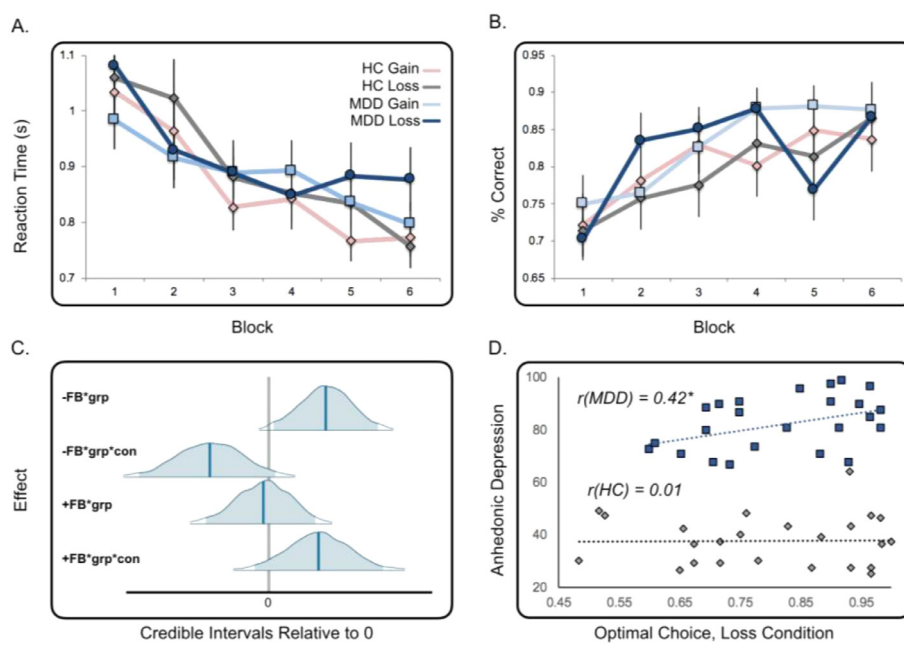 A.
1.1
1
0.9
0.8
0.7
Reaction Time (s)
HC Gain
HC Loss
MDD Gain
MDD Loss
1 2 3 4 5 6
Block
B.
0.95
0.9
0.85
0.8
0.75
0.7
0.65
% Correct
1 2 3 4 5 6
Block
C.
Effect
-FB*grp
-FB*grp*con
+FB*grp
+FB*grp*con
0
Credible Intervals Relative to 0
D.
100
80
60
40
20
Anhedonic Depression
r(MDD) = 0.42*
r(HC) = 0.01
0.45 0.55 0.65 0.75 0.85 0.95
Optimal Choice, Loss Condition